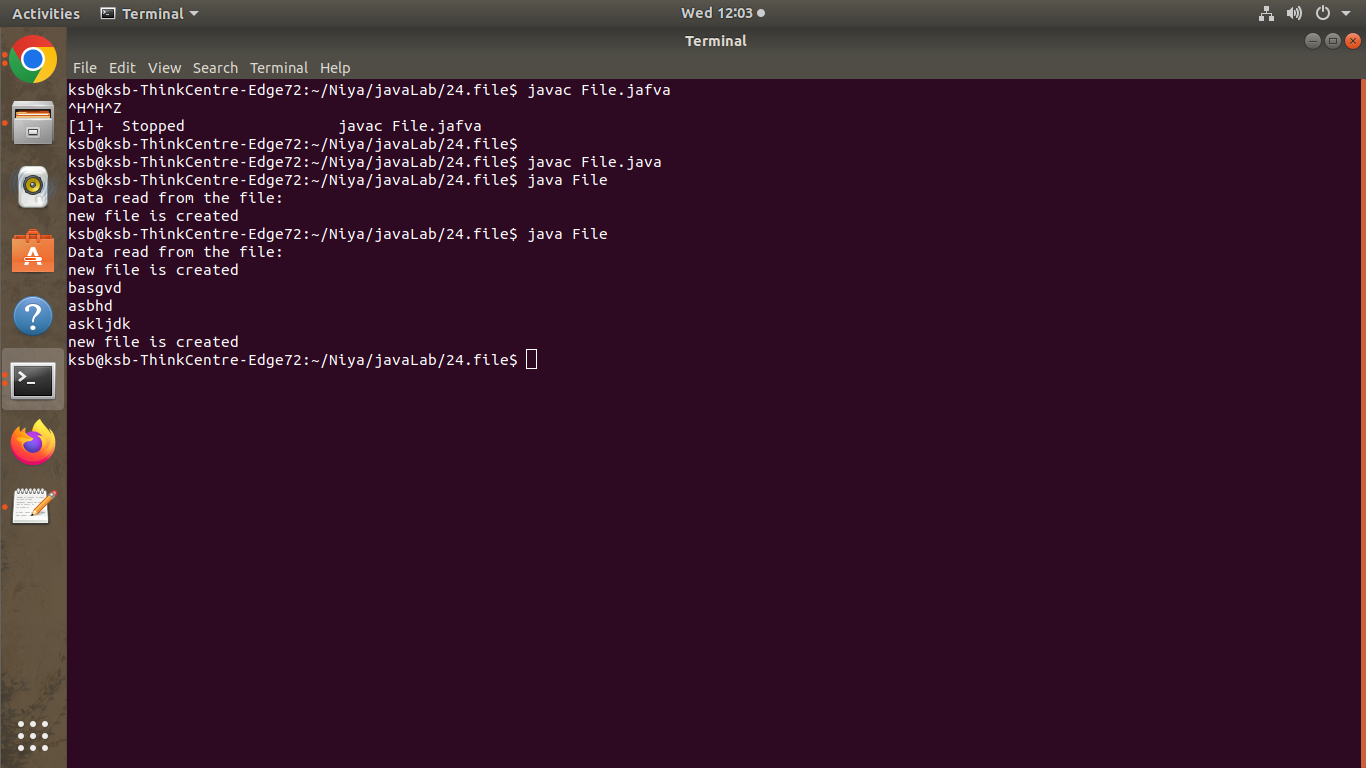 Activities Terminal Wed 12:03
Terminal
File Edit View Search Terminal Help
ksb@ksb-ThinkCentre-Edge72:~/Niya/javaLab/24.file$ javac File.jafva
^H^H^Z
[1]+  Stopped                 javac File.jafva
ksb@ksb-ThinkCentre-Edge72:~/Niya/javaLab/24.file$
ksb@ksb-ThinkCentre-Edge72:~/Niya/javaLab/24.file$ javac File.java
ksb@ksb-ThinkCentre-Edge72:~/Niya/javaLab/24.file$ java File
Data read from the file:
new file is created
ksb@ksb-ThinkCentre-Edge72:~/Niya/javaLab/24.file$ java File
Data read from the file:
new file is created
basgvd
asbhd
askljdk
new file is created
ksb@ksb-ThinkCentre-Edge72:~/Niya/javaLab/24.file$